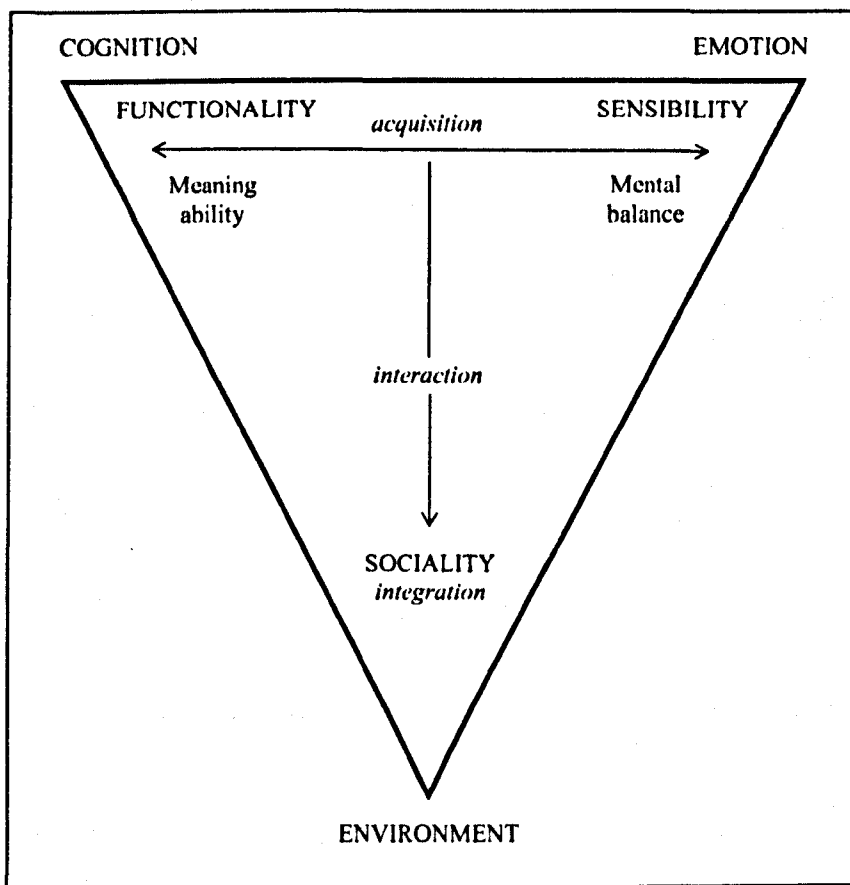 COGNITION EMOTION
FUNCTIONALITY SENSIBILITY
acquisition
Meaning Mental
ability balance
interaction
SOCIALITY
integration
ENVIRONMENT